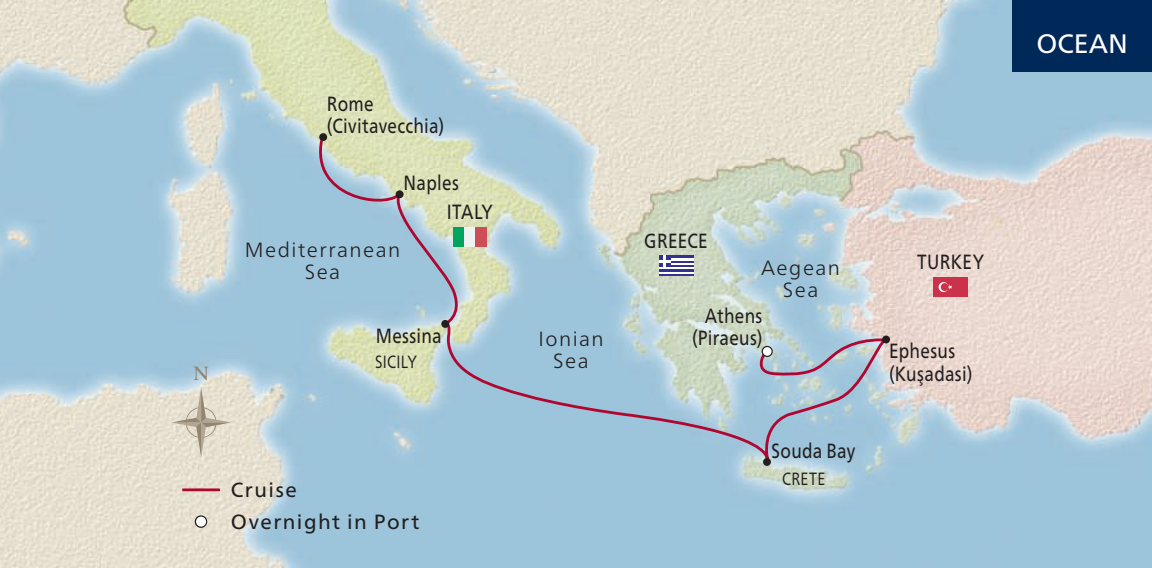 OCEAN
Rome
(Civitavecchia)
Naples
ITALY
Mediterranean
Sea
GREECE
Aegean
Sea
TURKEY
Athens
(Piraeus)
Messina
SICILY
Ionian
Sea
Ephesus
(Kuşadasi)
N
Souda Bay
CRETE
Cruise
Overnight in Port